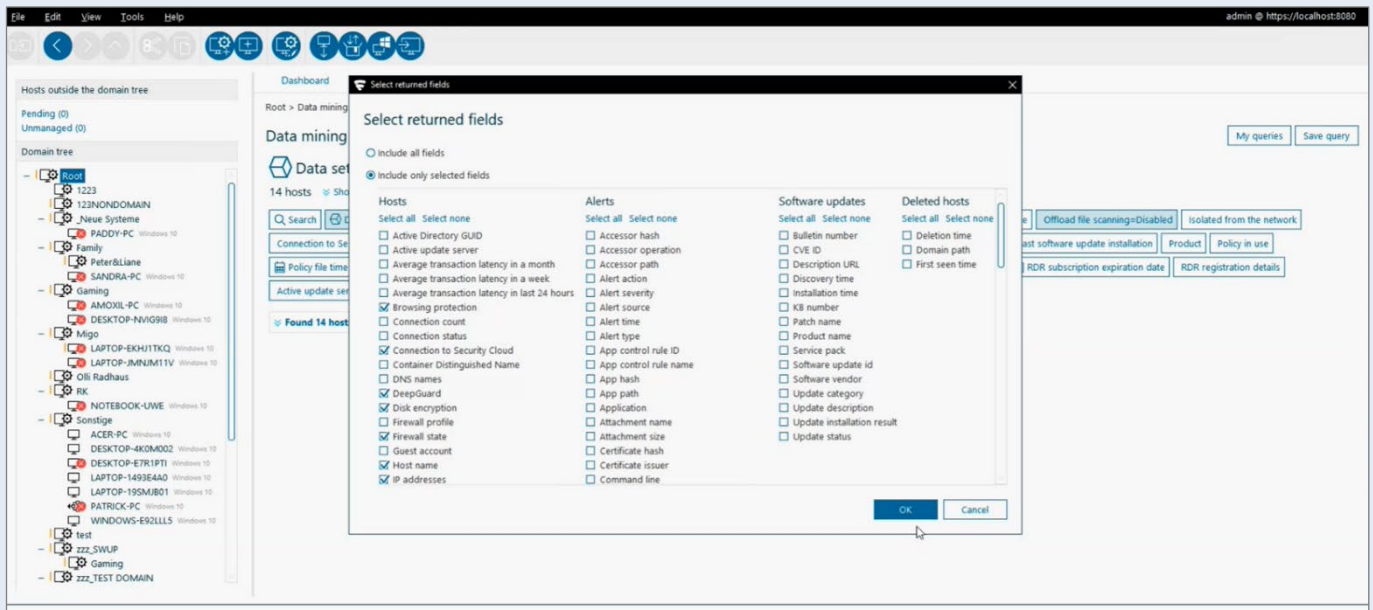 File Edit View Tools Help
admin @ https://localhost:8080
Hosts outside the domain tree
Pending (0)
Unmanaged (0)
Domain tree
Root
1223
123NONDOMAIN
_Neue Systeme
PADDY-PC Windows 10
Family
Peter&Liane
SANDRA-PC Windows 10
Gaming
AMOXIL-PC Windows 10
DESKTOP-NVIG9I8 Windows 10
Migo
LAPTOP-EKHJ1TKQ Windows 10
LAPTOP-JMNJM11V Windows 10
Olli Radhaus
RK
NOTEBOOK-UWE Windows 10
Sonstige
ACER-PC Windows 10
DESKTOP-4K0M002 Windows 10
DESKTOP-E7R1PTI Windows 10
LAPTOP-1493E4A0 Windows 10
LAPTOP-19SMJB01 Windows 10
PATRICK-PC Windows 10
WINDOWS-E92LLL5 Windows 10
test
zzz_SWUP
Gaming
zzz_TEST DOMAIN
Dashboard
Root > Data mining
Data mining
Data set
14 hosts
Search
Connection to Se
Policy file time
Active update ser
Found 14 host
My queries Save query
Offload file scanning=Disabled Isolated from the network
ast software update installation Product Policy in use
RDR subscription expiration date RDR registration details
Select returned fields
Select returned fields
Include all fields
Include only selected fields
Hosts
Select all Select none
Active Directory GUID
Active update server
Average transaction latency in a month
Average transaction latency in a week
Average transaction latency in last 24 hours
Browsing protection
Connection count
Connection status
Connection to Security Cloud
Container Distinguished Name
DNS names
DeepGuard
Disk encryption
Firewall profile
Firewall state
Guest account
Host name
IP addresses
Alerts
Select all Select none
Accessor hash
Accessor operation
Accessor path
Alert action
Alert severity
Alert source
Alert time
Alert type
App control rule ID
App control rule name
App hash
App path
Application
Attachment name
Attachment size
Certificate hash
Certificate issuer
Command line
Software updates
Select all Select none
Bulletin number
CVE ID
Description URL
Discovery time
Installation time
KB number
Patch name
Product name
Service pack
Software update id
Software vendor
Update category
Update description
Update installation result
Update status
Deleted hosts
Select all Select none
Deletion time
Domain path
First seen time
OK Cancel